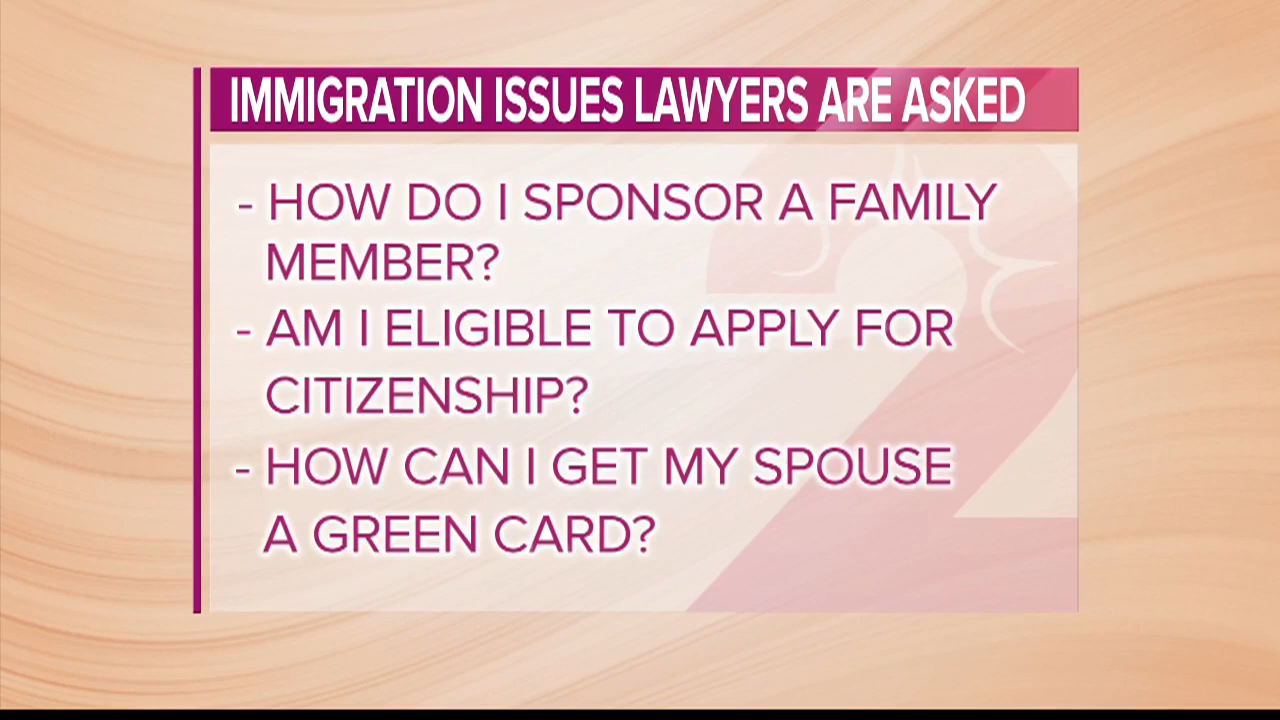 IMMIGRATION ISSUES LAWYERS ARE ASKED
- HOW DO I SPONSOR A FAMILY
MEMBER?
- AM I ELIGIBLE TO APPLY FOR
CITIZENSHIP?
- HOW CAN I GET MY SPOUSE
A GREEN CARD?
2